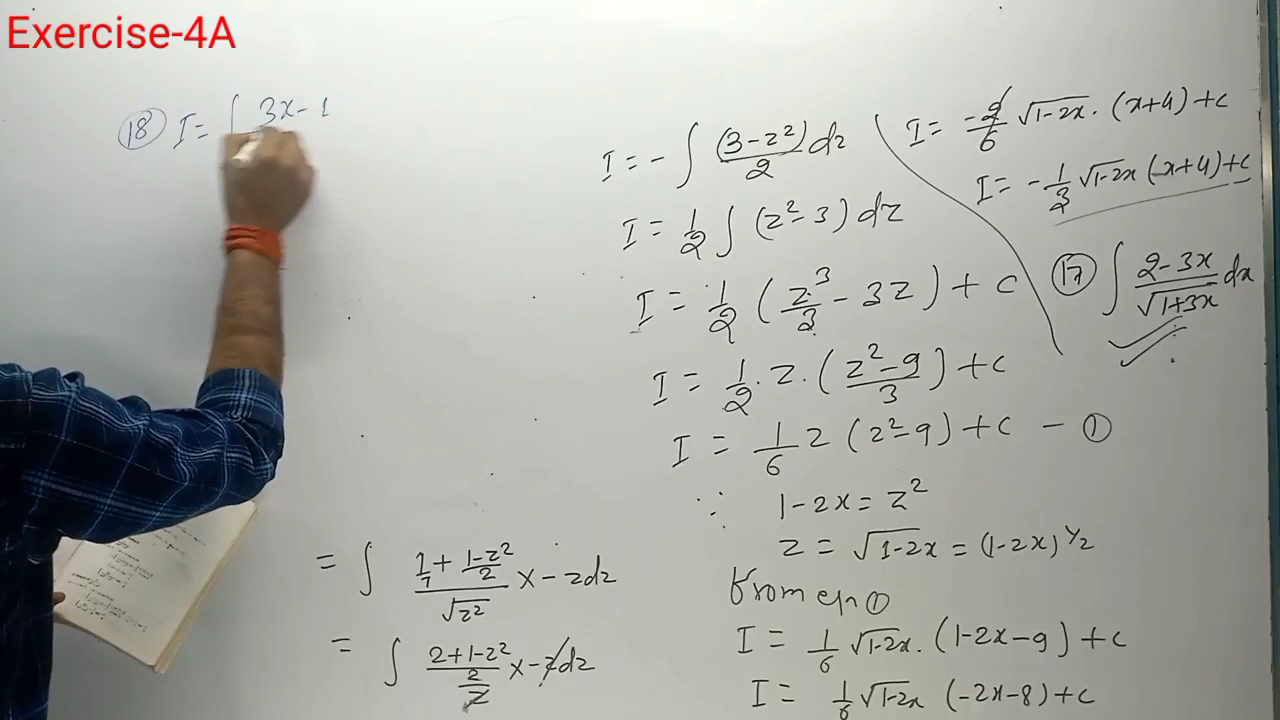 Exercise-4A
(18) I = ∫ 3x-1
= ∫ (1/1 + (1-z²)/2)/√z² × -zdz
= ∫ ((2+1-z²)/2)/z × -zdz
I = - ∫ (3-z²)/2 dz
I = 1/2 ∫ (z²-3) dz
I = 1/2 (z³/3 - 3z) + c
I = 1/2 . z . (z²-9)/3) + c
I = 1/6 z (z²-9) + c - ①
∵ 1-2x = z²
z = √1-2x = (1-2x)^1/2
From eqn ①
I = 1/6 √1-2x . (1-2x-9) + c
I = 1/6 √1-2x (-2x-8) + c
I = -2/6 √1-2x . (x+4) + c
I = -1/3 √1-2x (x+4) + c
(17) ∫ 2-3x/√1+3x dx